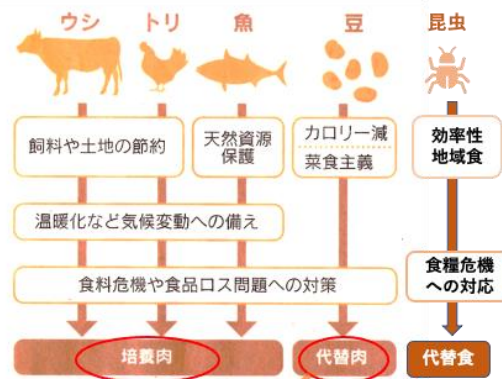 ウシ
トリ
魚
豆
昆虫
飼料や土地の節約
天然資源
保護
カロリー減
菜食主義
効率性
地域食
温暖化など気候変動への備え
食料危機や食品ロス問題への対策
食糧危機
への対応
培養肉
代替肉
代替食